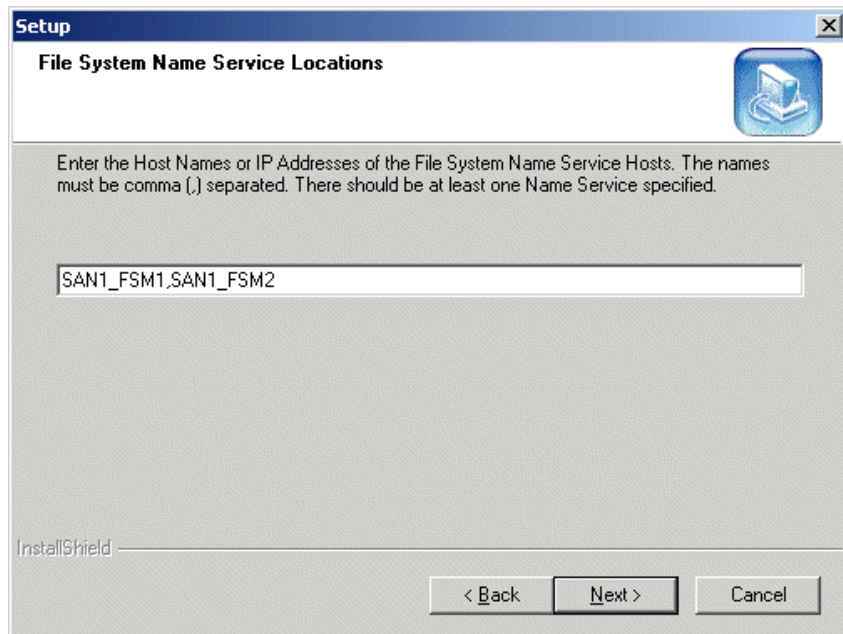 Setup
File System Name Service Locations
Enter the Host Names or IP Addresses of the File System Name Service Hosts. The names
must be comma (,) separated. There should be at least one Name Service specified.
SAN1_FSM1,SAN1_FSM2
InstallShield
< Back Next > Cancel